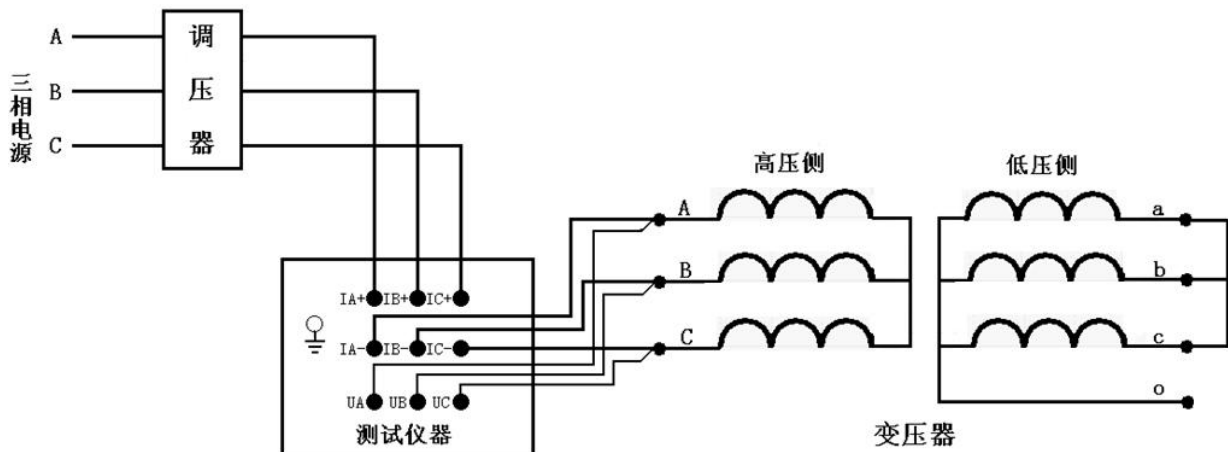 三相电源
A
B
C
调压器
高压侧
低压侧
A
B
C
a
b
c
o
IA+ IB+ IC+
IA- IB- IC-
UA UB UC
测试仪器
变压器